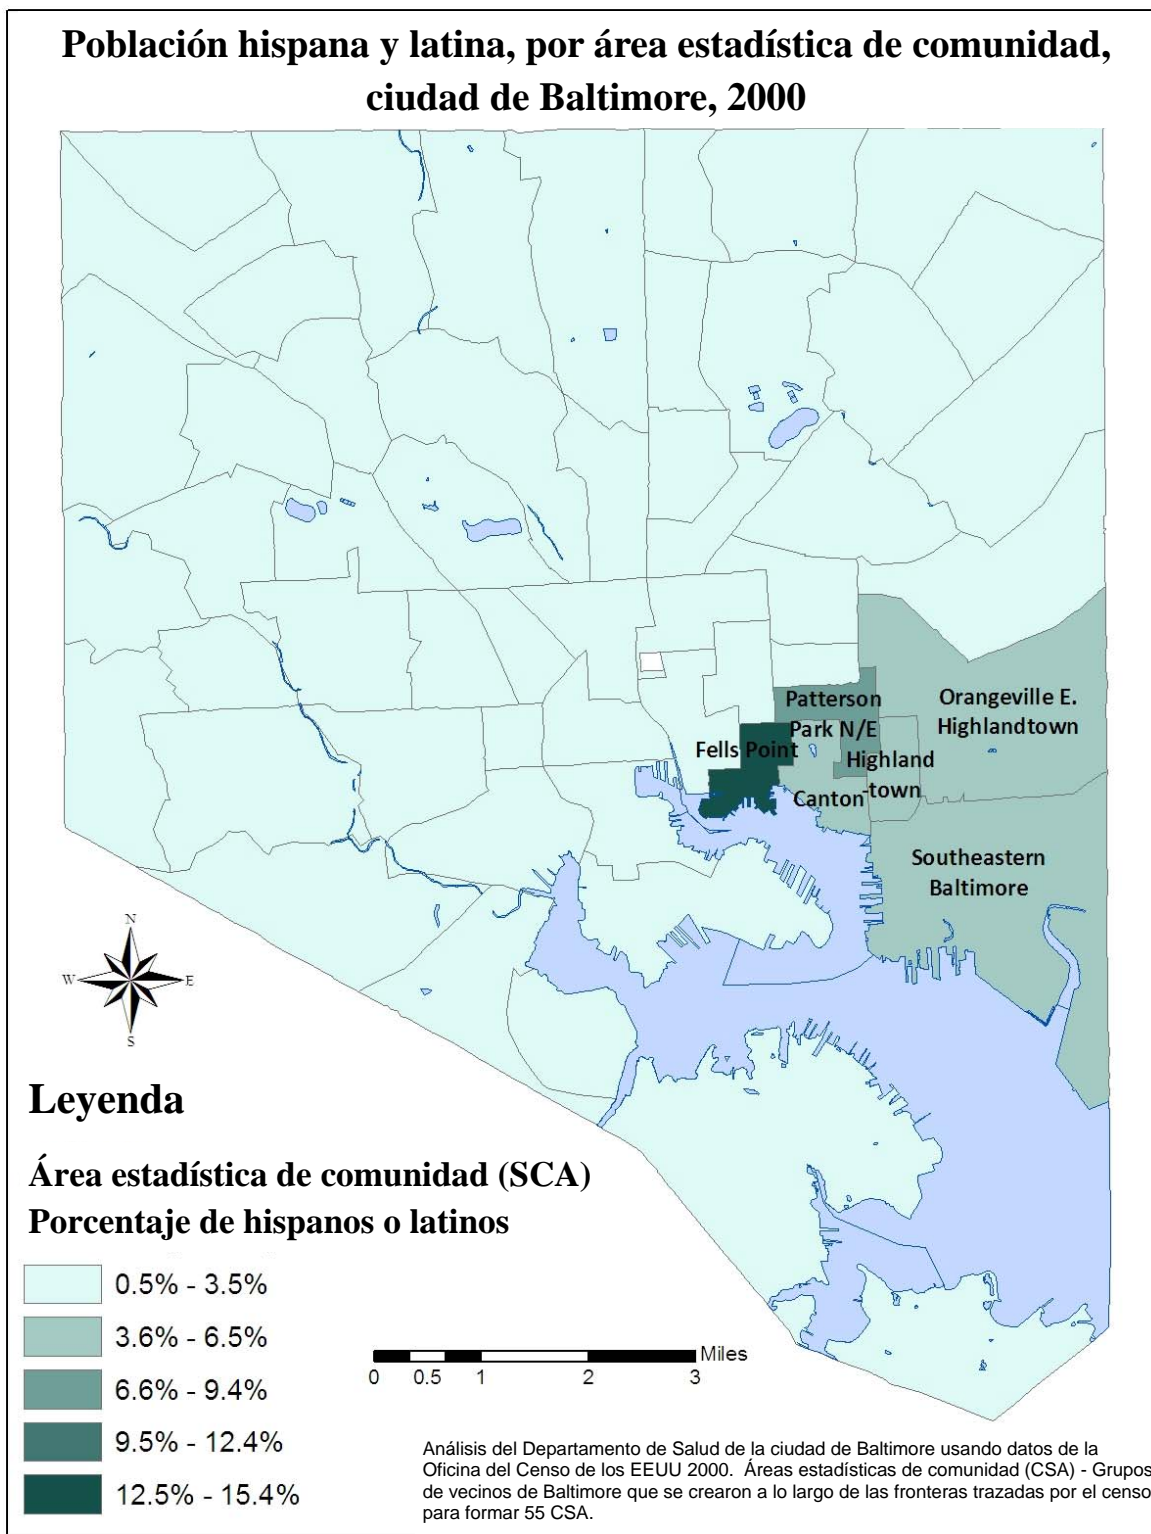 Población hispana y latina, por área estadística de comunidad,
ciudad de Baltimore, 2000
Patterson
Park N/E
Orangeville E.
Highlandtown
Fells Point
Highland
-town
Canton
Southeastern
Baltimore
N
W
E
S
Leyenda
Área estadística de comunidad (SCA)
Porcentaje de hispanos o latinos
0.5% - 3.5%
3.6% - 6.5%
6.6% - 9.4%
9.5% - 12.4%
12.5% - 15.4%
Miles
0 0.5 1 2 3
Análisis del Departamento de Salud de la ciudad de Baltimore usando datos de la
Oficina del Censo de los EEUU 2000. Áreas estadísticas de comunidad (CSA) - Grupos
de vecinos de Baltimore que se crearon a lo largo de las fronteras trazadas por el censo
para formar 55 CSA.